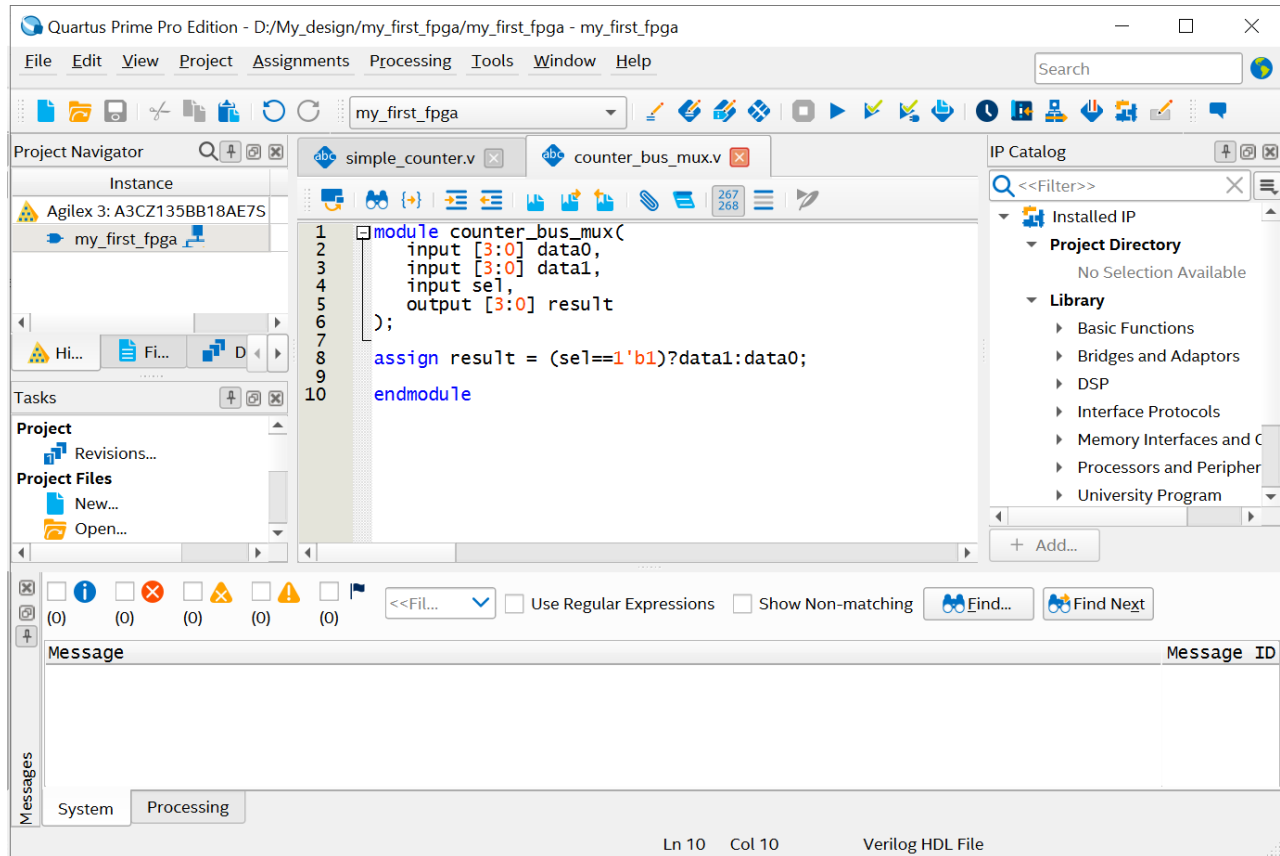 Quartus Prime Pro Edition - D:/My_design/my_first_fpga/my_first_fpga - my_first_fpga
File Edit View Project Assignments Processing Tools Window Help
Search
my_first_fpga
Project Navigator
Instance
Agilex 3: A3CZ135BB18AE7S
my_first_fpga
Hi... Fi... D
Tasks
Project
Revisions...
Project Files
New...
Open...
simple_counter.v counter_bus_mux.v
267
268
1 module counter_bus_mux(
2 input [3:0] data0,
3 input [3:0] data1,
4 input sel,
5 output [3:0] result
6 );
7
8 assign result = (sel==1'b1)?data1:data0;
9
10 endmodule
IP Catalog
<<Filter>>
Installed IP
Project Directory
No Selection Available
Library
Basic Functions
Bridges and Adaptors
DSP
Interface Protocols
Memory Interfaces and C
Processors and Peripher
University Program
+ Add...
(0) (0) (0) (0) (0)
<<Fil... Use Regular Expressions Show Non-matching Find... Find Next
Message Message ID
Messages
System Processing
Ln 10 Col 10 Verilog HDL File